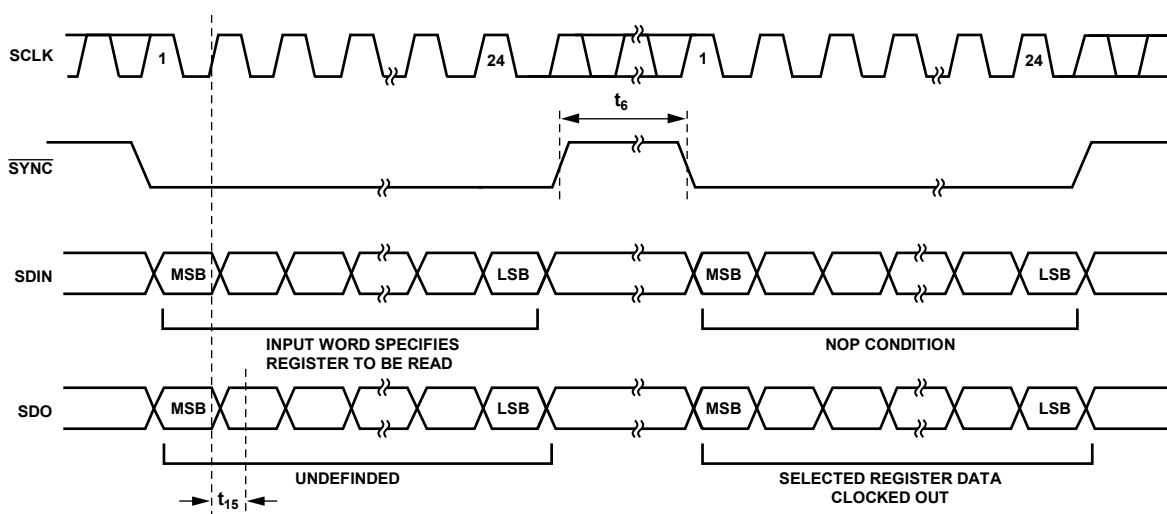 SCLK 1 24 1 24
t6
SYNC
SDIN MSB LSB MSB LSB
INPUT WORD SPECIFIES
REGISTER TO BE READ
NOP CONDITION
SDO MSB LSB MSB LSB
UNDEFINDED
SELECTED REGISTER DATA
CLOCKED OUT
t15